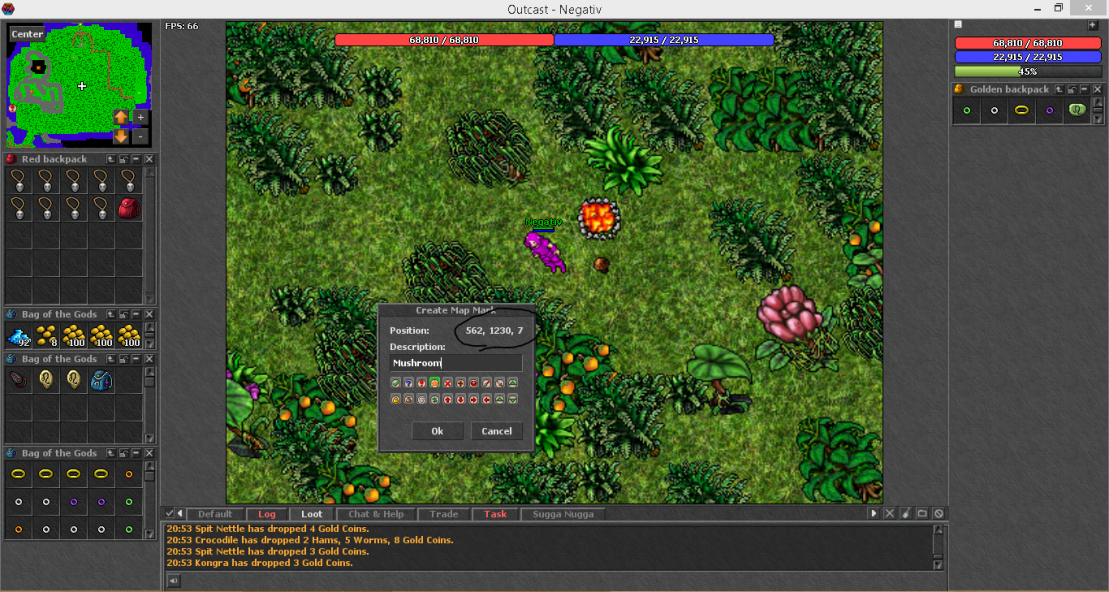 Outcast - Negativ
Center
FPS: 66
68,810 / 68,810
22,915 / 22,915
68,810 / 68,810
22,915 / 22,915
45%
Golden backpack
Red backpack
Negativ
Bag of the Gods
92
8
100
100
100
Bag of the Gods
Bag of the Gods
Create Map Mark
Position: 562, 1230, 7
Description:
Mushroom
Ok Cancel
Default Log Loot Chat & Help Trade Task Sugga Nugga
20:53 Spit Nettle has dropped 4 Gold Coins.
20:53 Crocodile has dropped 2 Hams, 5 Worms, 8 Gold Coins.
20:53 Spit Nettle has dropped 3 Gold Coins.
20:53 Kongra has dropped 3 Gold Coins.